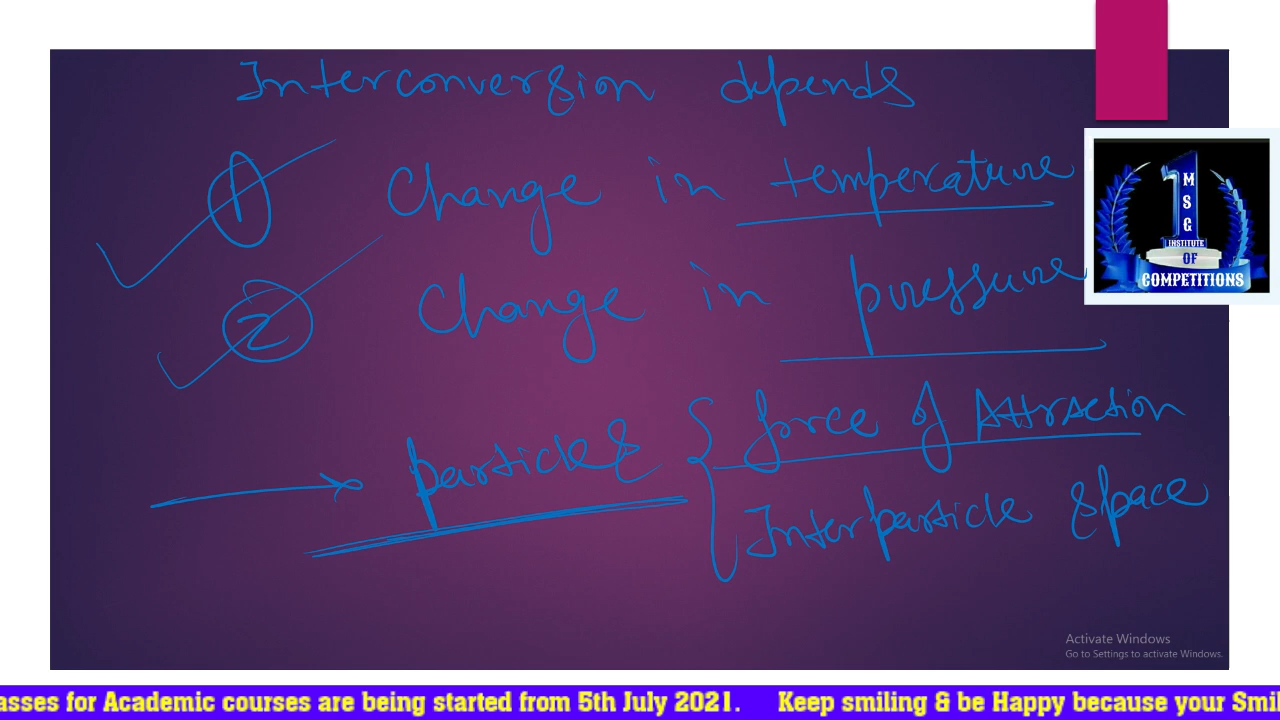 Interconversion depends
1 Change in temperature
2 Change in pressure
→ particles { force of Attraction
Interparticle space
1
MSG
INSTITUTE
OF
COMPETITIONS
Activate Windows
Go to Settings to activate Windows.
asses for Academic courses are being started from 5th July 2021. Keep smiling & be Happy because your Smil